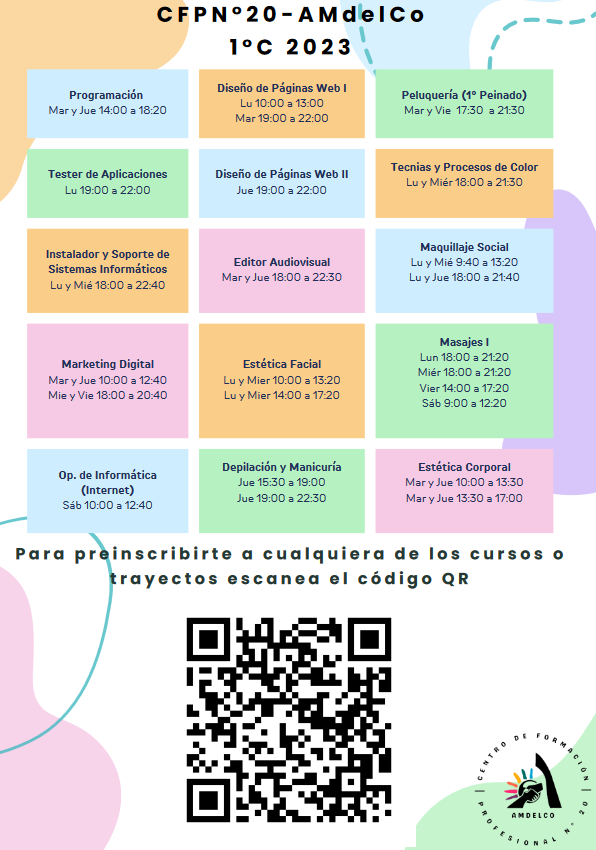 CFPN°20-AMdelCo
1°C 2023
Programación
Mar y Jue 14:00 a 18:20
Diseño de Páginas Web I
Lu 10:00 a 13:00
Mar 19:00 a 22:00
Peluquería (1° Peinado)
Mar y Vie 17:30 a 21:30
Tester de Aplicaciones
Lu 19:00 a 22:00
Diseño de Páginas Web II
Jue 19:00 a 22:00
Tecnias y Procesos de Color
Lu y Miér 18:00 a 21:30
Instalador y Soporte de
Sistemas Informáticos
Lu y Mié 18:00 a 22:40
Editor Audiovisual
Mar y Jue 18:00 a 22:30
Maquillaje Social
Lu y Mié 9:40 a 13:20
Lu y Jue 18:00 a 21:40
Marketing Digital
Mar y Jue 10:00 a 12:40
Mie y Vie 18:00 a 20:40
Estética Facial
Lu y Mier 10:00 a 13:20
Lu y Mier 14:00 a 17:20
Masajes I
Lun 18:00 a 21:20
Miér 18:00 a 21:20
Vier 14:00 a 17:20
Sáb 9:00 a 12:20
Op. de Informática
(Internet)
Sáb 10:00 a 12:40
Depilación y Manicuría
Jue 15:30 a 19:00
Jue 19:00 a 22:30
Estética Corporal
Mar y Jue 10:00 a 13:30
Mar y Jue 13:30 a 17:00
Para preinscribirte a cualquiera de los cursos o
trayectos escanea el código QR
CENTRO DE FORMACIÓN
AMDELCO
PROFESIONAL N° 20